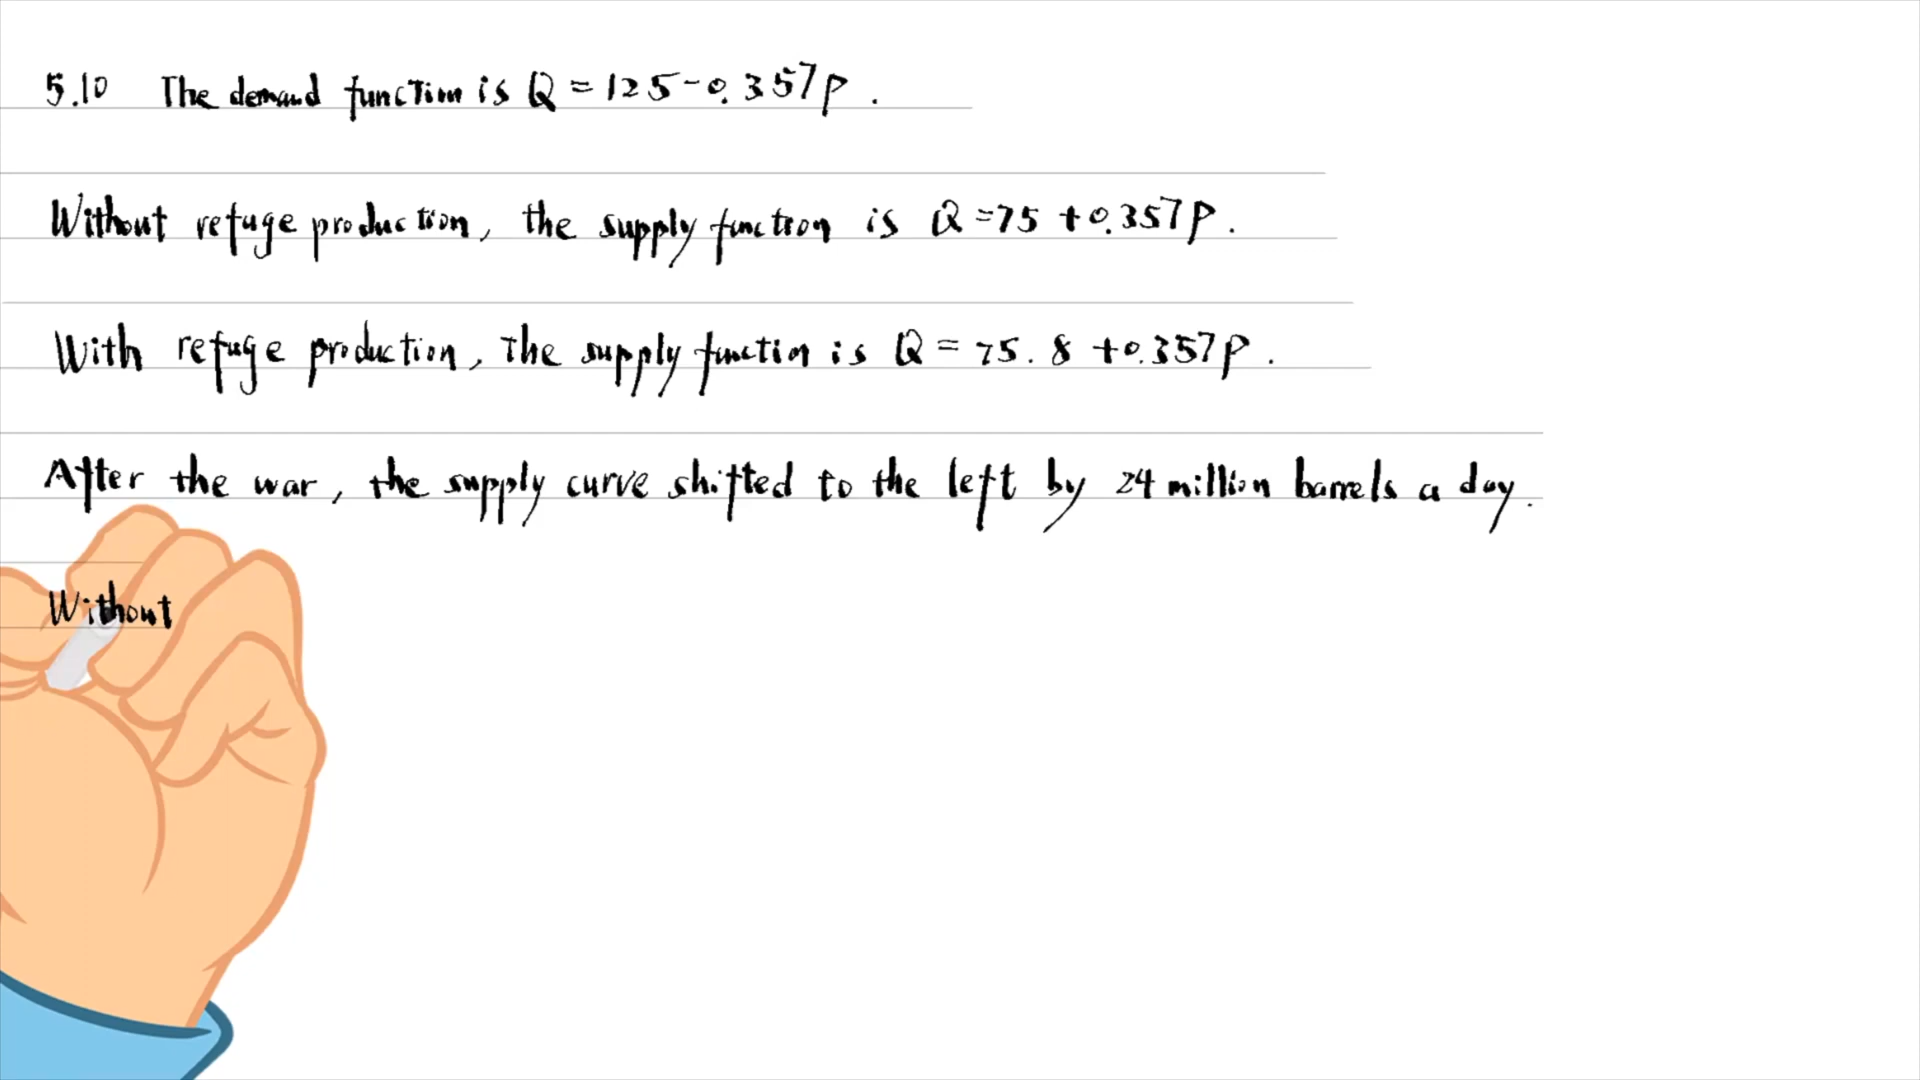 5.10 The demand function is Q = 125 - 0.357p.
Without refuge production, the supply function is Q = 75 + 0.357p.
With refuge production, The supply function is Q = 75.8 + 0.357p.
After the war, the supply curve shifted to the left by 24 million barrels a day.
Without